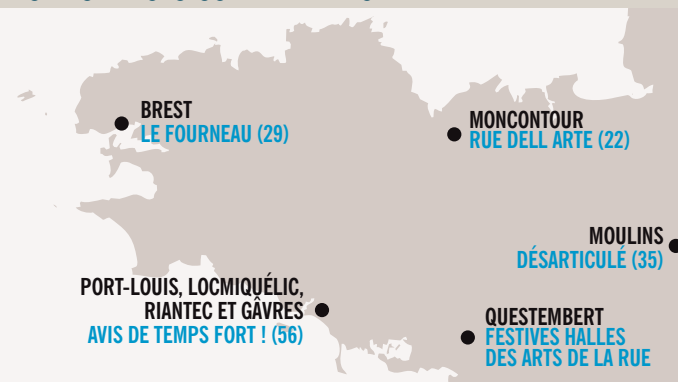 BREST
LE FOURNEAU (29)
MONCONTOUR
RUE DELL ARTE (22)
MOULINS
DÉSARTICULÉ (35)
PORT-LOUIS, LOCMIQUÉLIC,
RIANTEC ET GÂVRES
AVIS DE TEMPS FORT ! (56)
QUESTEMBERT
FESTIVES HALLES
DES ARTS DE LA RUE